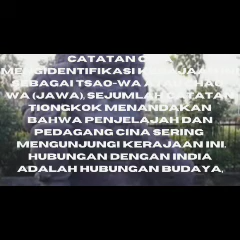 CATATAN
MENGIDENTIFIKASI
SEBAGAI TSAO-WA
WA (JAWA), SEJUMLAH CATATAN
TIONGKOK MENANDAKAN
BAHWA PENJELAJAH DAN
PEDAGANG CINA SERING
MENGUNJUNGI KERAJAAN INI.
HUBUNGAN DENGAN INDIA
ADALAH HUBUNGAN BUDAYA,